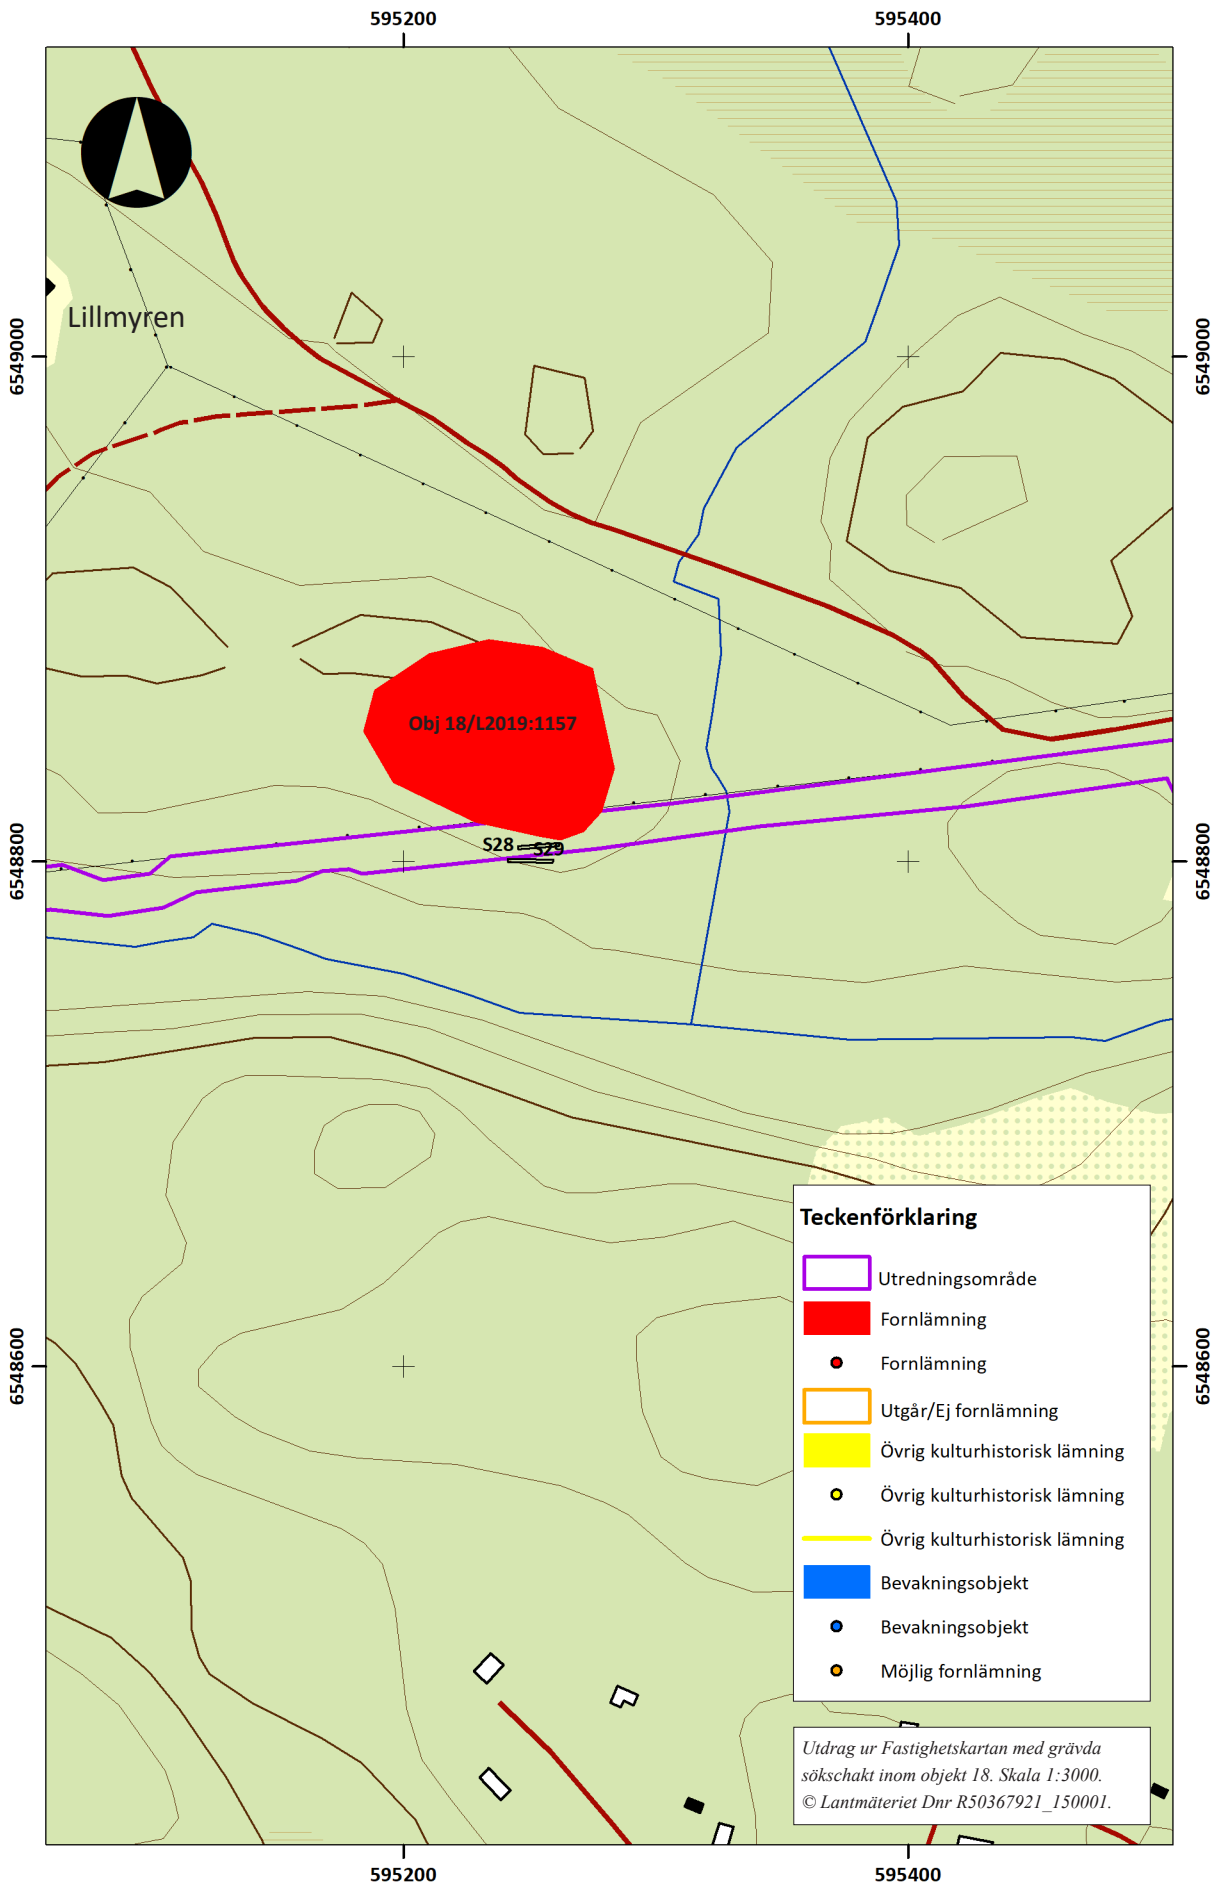 595200
595400
Lillmyren
6549000
6549000
Obj 18/L2019:1157
S28
S29
6548800
6548800
Teckenförklaring
Utredningsområde
Fornlämning
Fornlämning
Utgår/Ej fornlämning
Övrig kulturhistorisk lämning
Övrig kulturhistorisk lämning
Övrig kulturhistorisk lämning
Bevakningsobjekt
Bevakningsobjekt
Möjlig fornlämning
6548600
6548600
Utdrag ur Fastighetskartan med grävda
sökschakt inom objekt 18. Skala 1:3000.
© Lantmäteriet Dnr R50367921_150001.
595200
595400